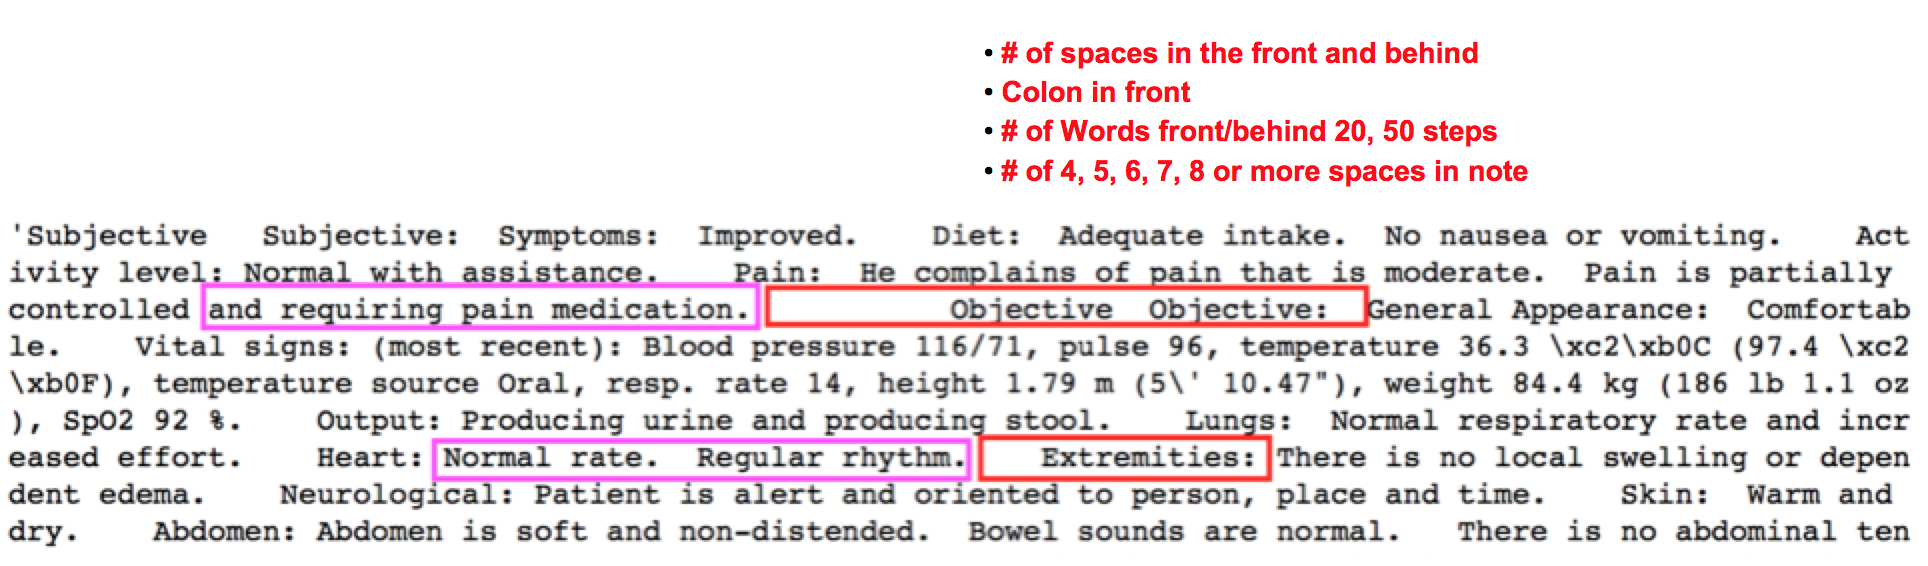 • # of spaces in the front and behind
• Colon in front
• # of Words front/behind 20, 50 steps
• # of 4, 5, 6, 7, 8 or more spaces in note
'Subjective   Subjective:  Symptoms:  Improved.    Diet:  Adequate intake.  No nausea or vomiting.    Act
ivity level: Normal with assistance.    Pain:  He complains of pain that is moderate.  Pain is partially
controlled and requiring pain medication.           Objective  Objective:  General Appearance:  Comfortab
le.    Vital signs: (most recent): Blood pressure 116/71, pulse 96, temperature 36.3 \xc2\xb0C (97.4 \xc2
\xb0F), temperature source Oral, resp. rate 14, height 1.79 m (5\' 10.47"), weight 84.4 kg (186 lb 1.1 oz
), SpO2 92 %.    Output: Producing urine and producing stool.    Lungs:  Normal respiratory rate and incr
eased effort.    Heart: Normal rate.  Regular rhythm.    Extremities: There is no local swelling or depen
dent edema.    Neurological: Patient is alert and oriented to person, place and time.    Skin:  Warm and
dry.    Abdomen: Abdomen is soft and non-distended.  Bowel sounds are normal.   There is no abdominal ten